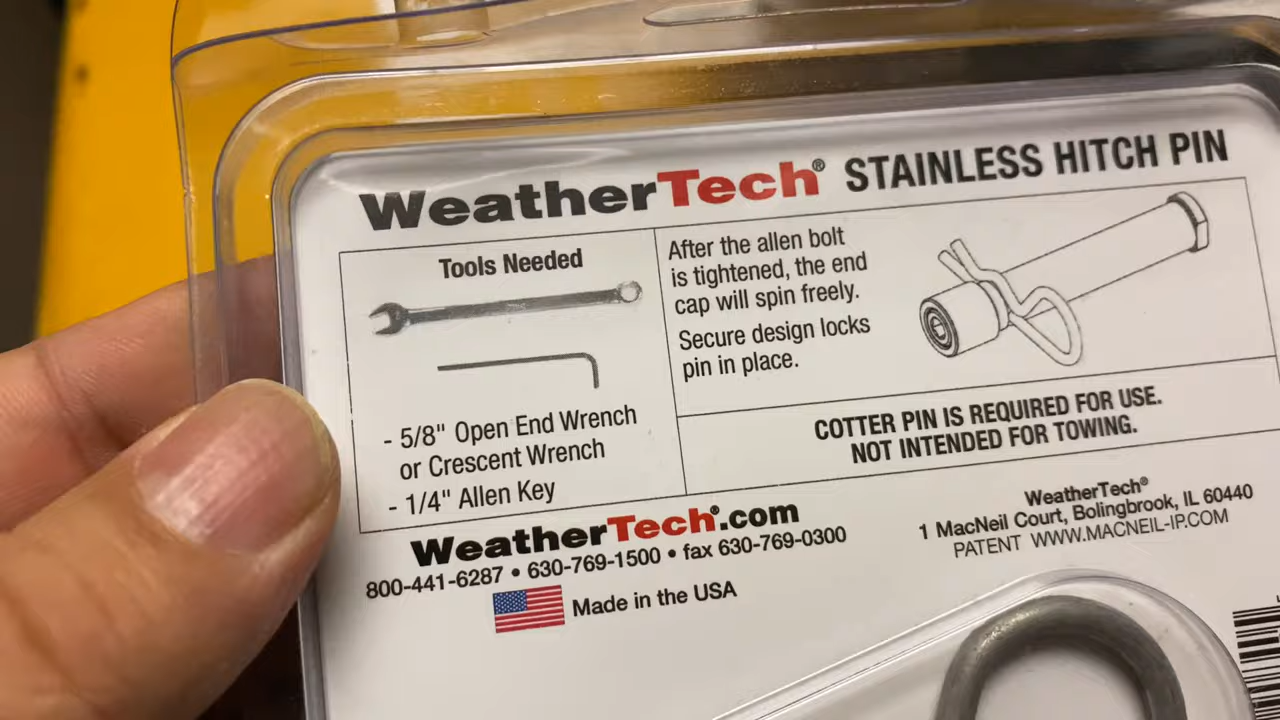 WeatherTech® STAINLESS HITCH PIN
Tools Needed
- 5/8" Open End Wrench
or Crescent Wrench
- 1/4" Allen Key
After the allen bolt
is tightened, the end
cap will spin freely.
Secure design locks
pin in place.
COTTER PIN IS REQUIRED FOR USE.
NOT INTENDED FOR TOWING.
WeatherTech®.com
800-441-6287 • 630-769-1500 • fax 630-769-0300
Made in the USA
WeatherTech®
1 MacNeil Court, Bolingbrook, IL 60440
PATENT WWW.MACNEIL-IP.COM